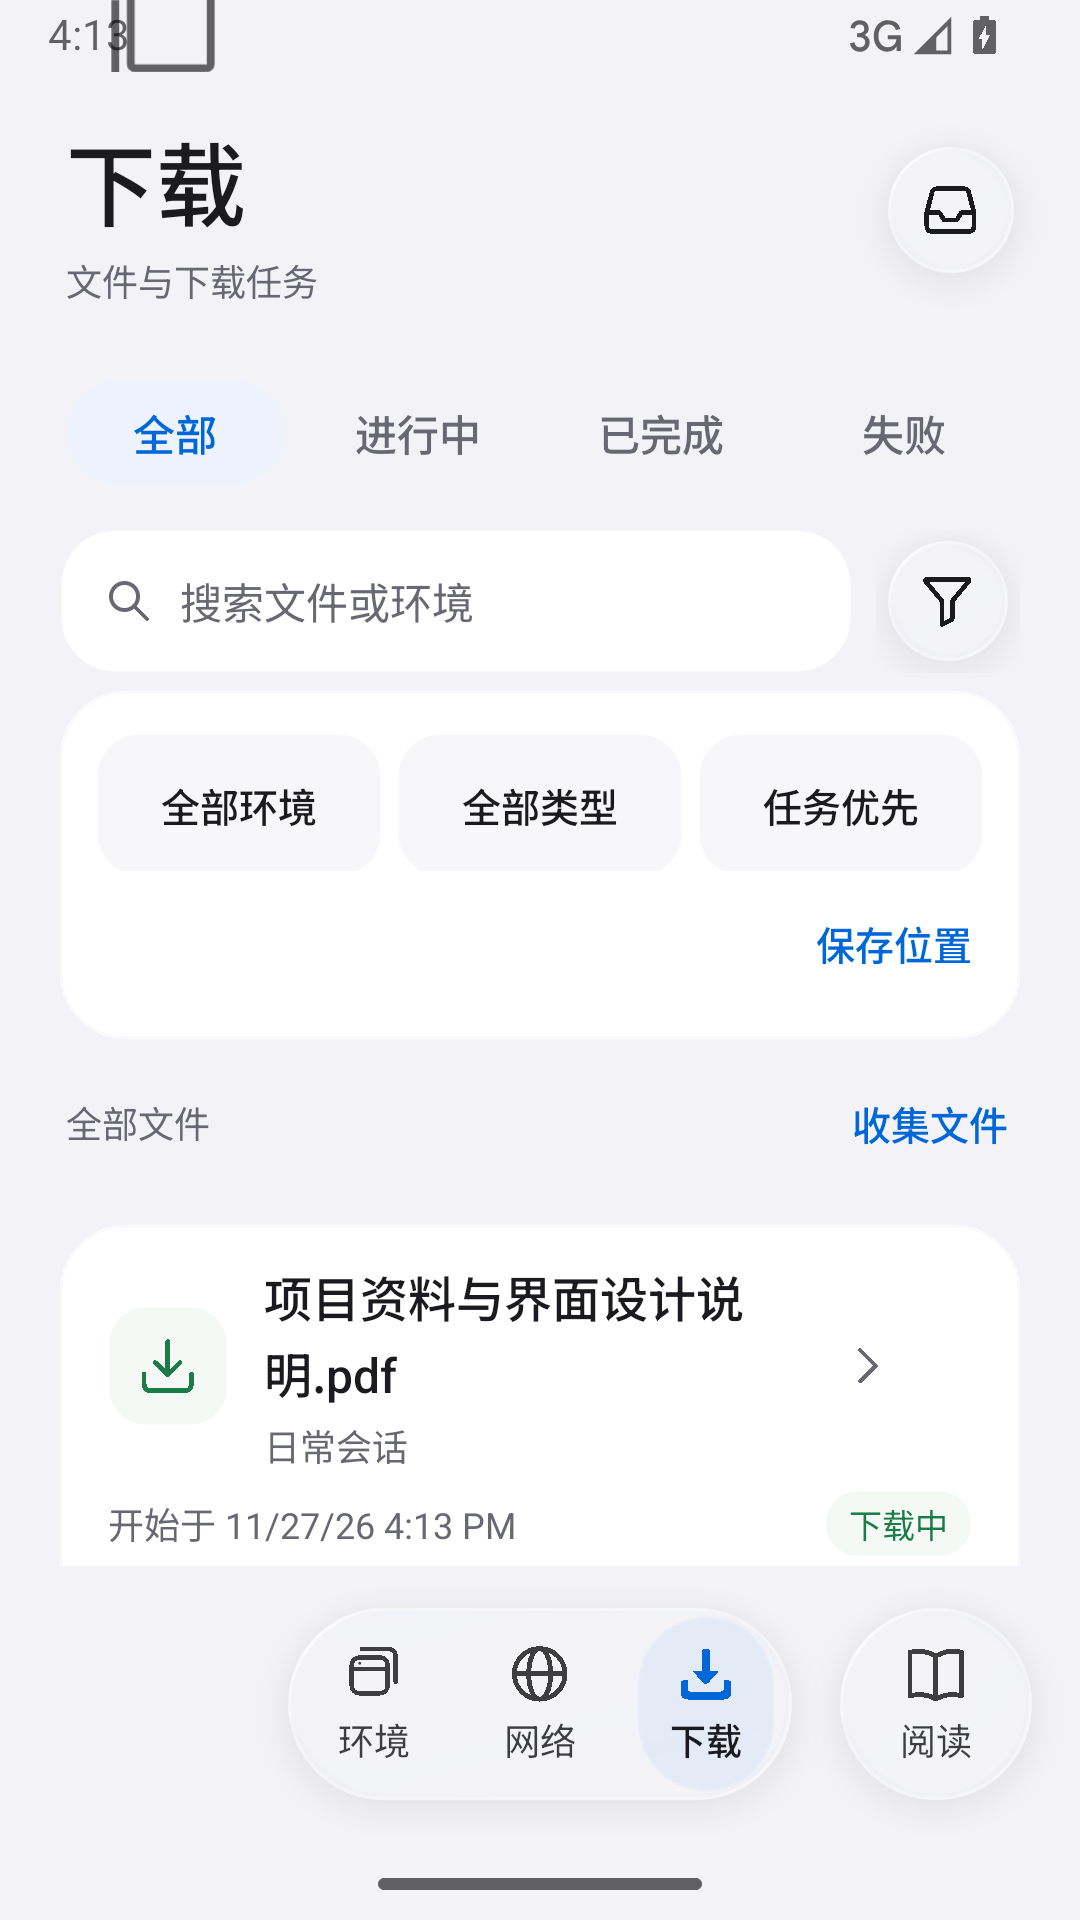 4:13
3G
下载
文件与下载任务
全部 进行中 已完成 失败
搜索文件或环境
全部环境 全部类型 任务优先
保存位置
全部文件 收集文件
项目资料与界面设计说
明.pdf
日常会话
开始于 11/27/26 4:13 PM 下载中
环境 网络 下载 阅读